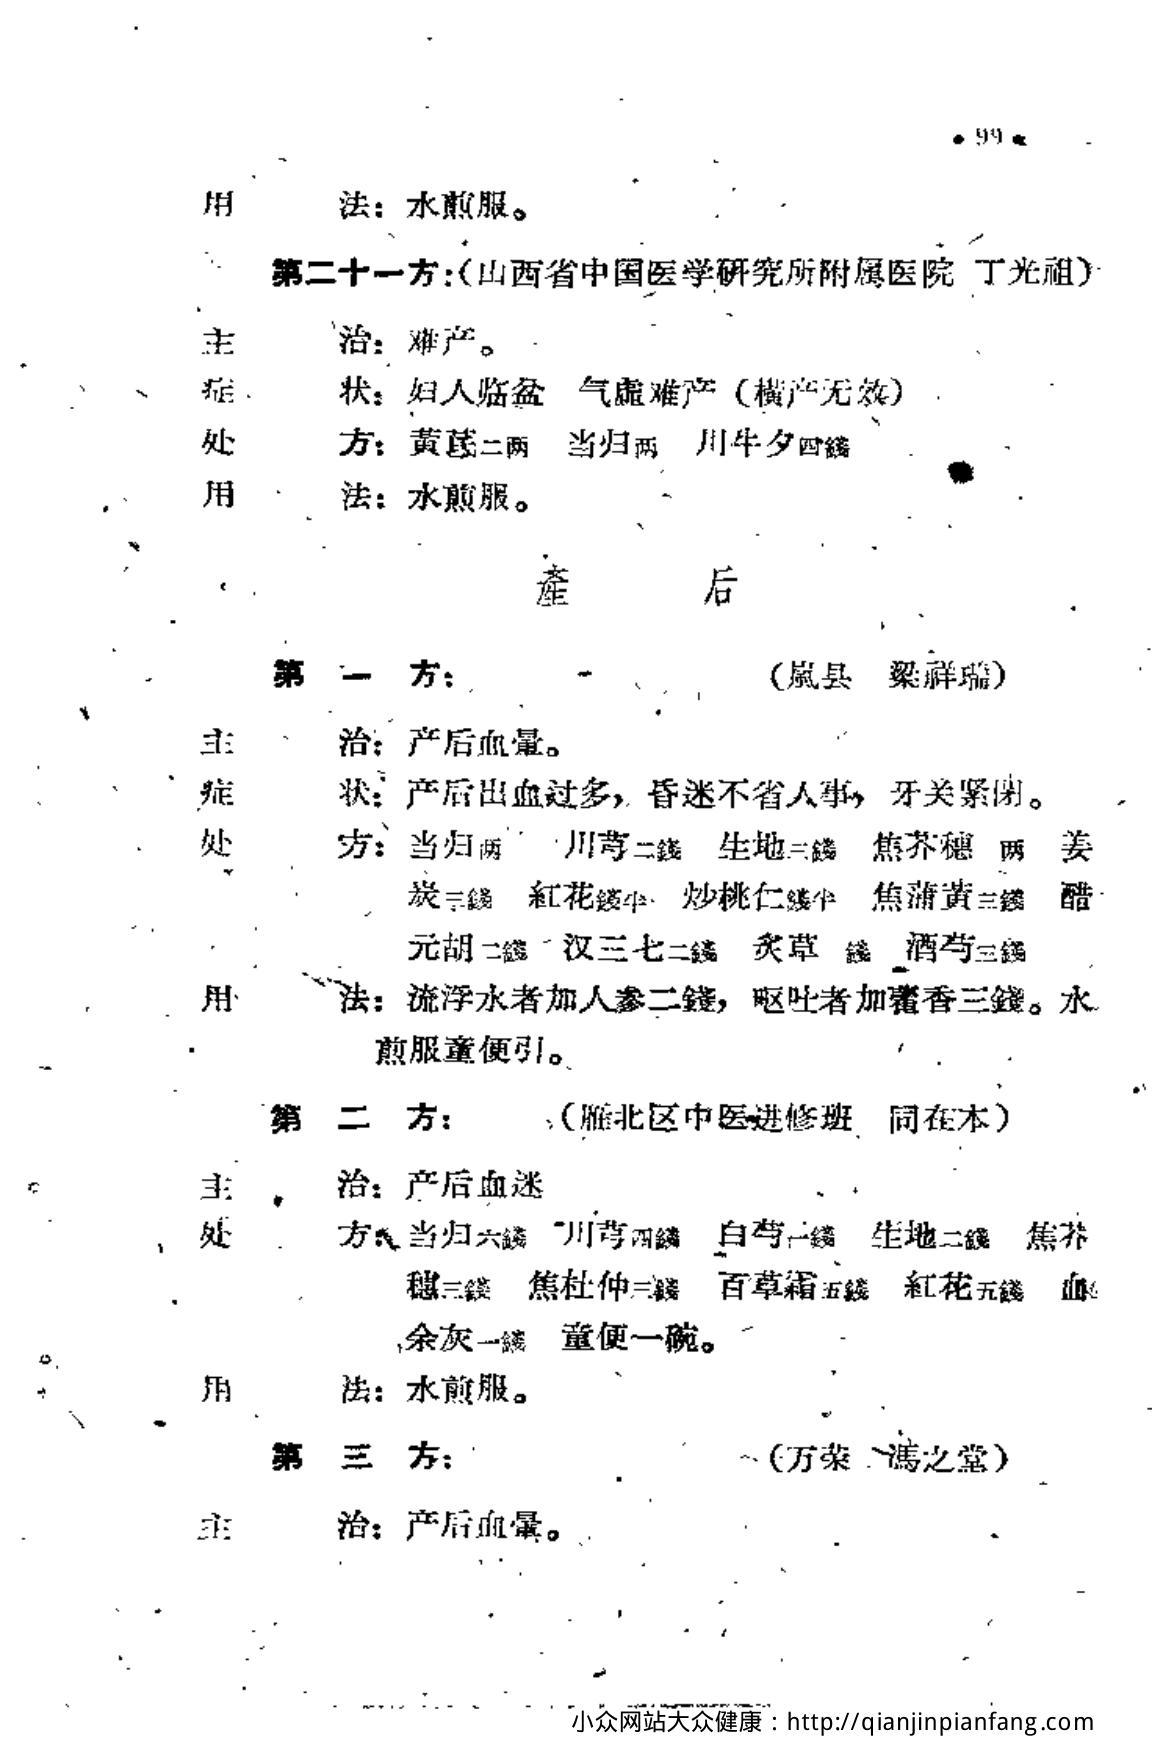 • 99 •
用 法：水煎服。
第二十一方：（山西省中国医学研究所附属医院 丁光祖）
主 治：难产。
症 状：妇人临盆 气虚难产（横产无效）
处 方：黄芪二两 当归两 川牛夕四錢
用 法：水煎服。
產 后
第 一 方： （嵐县 梁祥瑞）
主 治：产后血暈。
症 状：产后出血过多，昏迷不省人事，牙关紧闭。
处 方：当归两 川芎二錢 生地三錢 焦芥穗 两 姜
炭三錢 紅花錢半 炒桃仁錢半 焦蒲黄三錢 醋
元胡二錢 汉三七二錢 炙草 錢 酒芍三錢
用 法：流浮水者加人参二錢，呕吐者加藿香三錢。水
煎服童便引。
第 二 方： （雁北区中医进修班 同在本）
主 治：产后血迷
处 方：当归六錢 川芎四錢 白芍二錢 生地二錢 焦芥
穗三錢 焦杜仲三錢 百草霜五錢 紅花五錢 血
余灰一錢 童便一碗。
用 法：水煎服。
第 三 方： （万荣 馮之堂）
主 治：产后血暈。
小众网站大众健康：http://qianjinpianfang.com